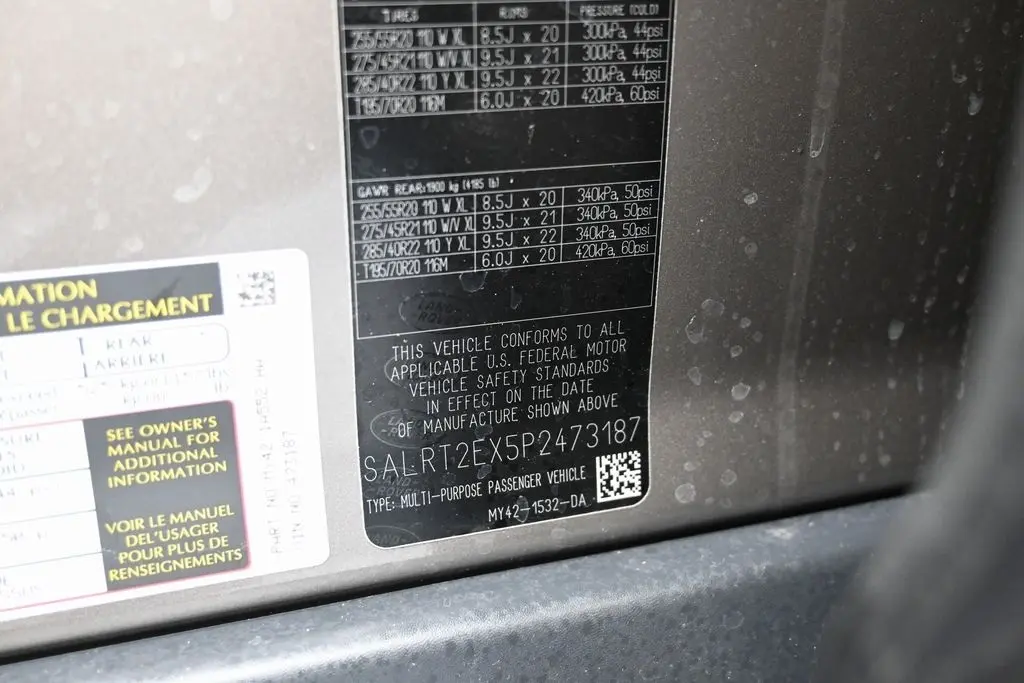 TIRES RIMS PRESSURE (COLD)
255/55R20 110 W XL 8.5J x 20 300kPa, 44psi
275/45R21 110 W/V XL 9.5J x 21 300kPa, 44psi
285/40R22 110 Y XL 9.5J x 22 300kPa, 44psi
T195/70R20 116M 6.0J x 20 420kPa, 60psi
GAWR REAR:1900 kg (4185 lb)
255/55R20 110 W XL 8.5J x 20 340kPa, 50psi
275/45R21 110 W/V XL 9.5J x 21 340kPa, 50psi
285/40R22 110 Y XL 9.5J x 22 340kPa, 50psi
T195/70R20 116M 6.0J x 20 420kPa, 60psi
THIS VEHICLE CONFORMS TO ALL
APPLICABLE U.S. FEDERAL MOTOR
VEHICLE SAFETY STANDARDS
IN EFFECT ON THE DATE
OF MANUFACTURE SHOWN ABOVE
SALRT2EX5P2473187
TYPE: MULTI-PURPOSE PASSENGER VEHICLE
MY42-1532-DA
MATION
LE CHARGEMENT
REAR
ARRIÈRE
SEE OWNER'S
MANUAL FOR
ADDITIONAL
INFORMATION
VOIR LE MANUEL
DEL'USAGER
POUR PLUS DE
RENSEIGNEMENTS